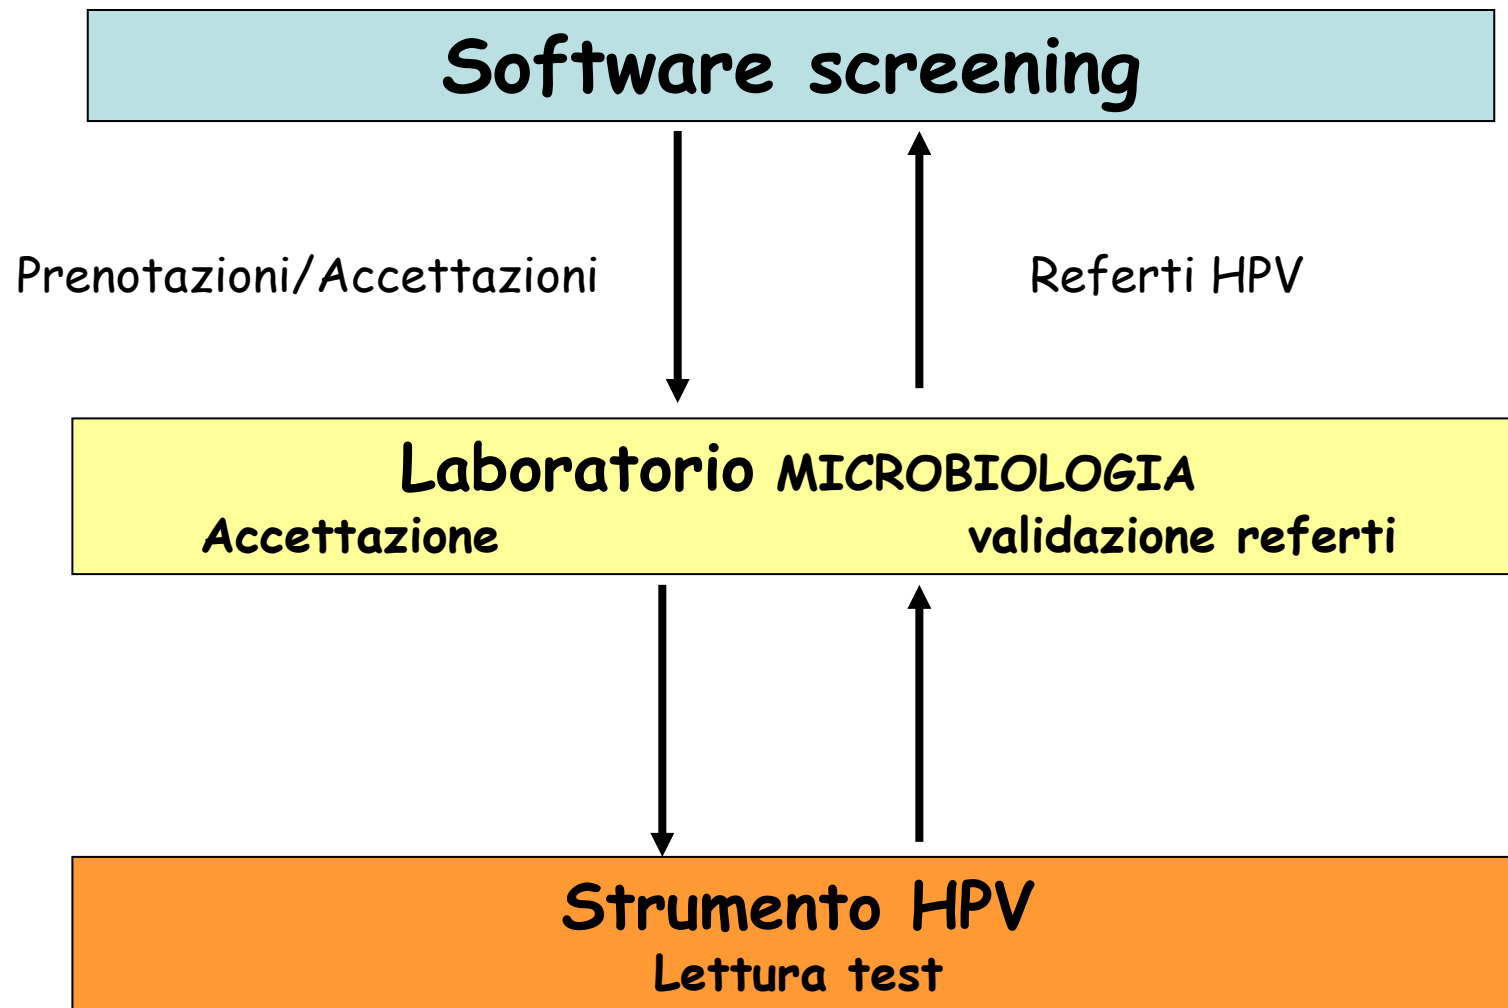 Software screening
Prenotazioni/Accettazioni
Referti HPV
Laboratorio MICROBIOLOGIA
Accettazione validazione referti
Strumento HPV
Lettura test